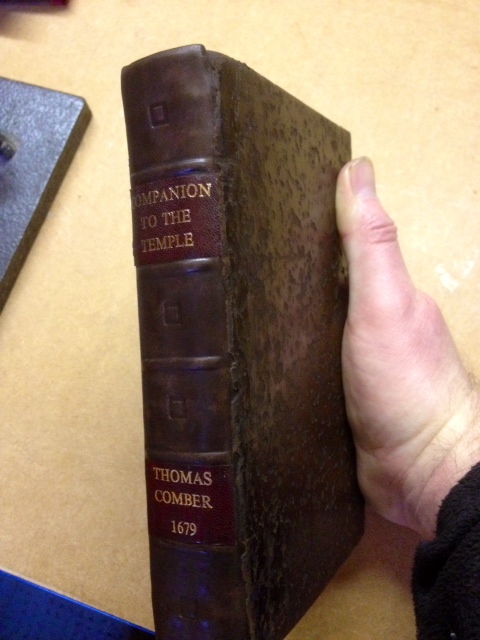 COMPANION
TO THE
TEMPLE
THOMAS
COMBER
1679